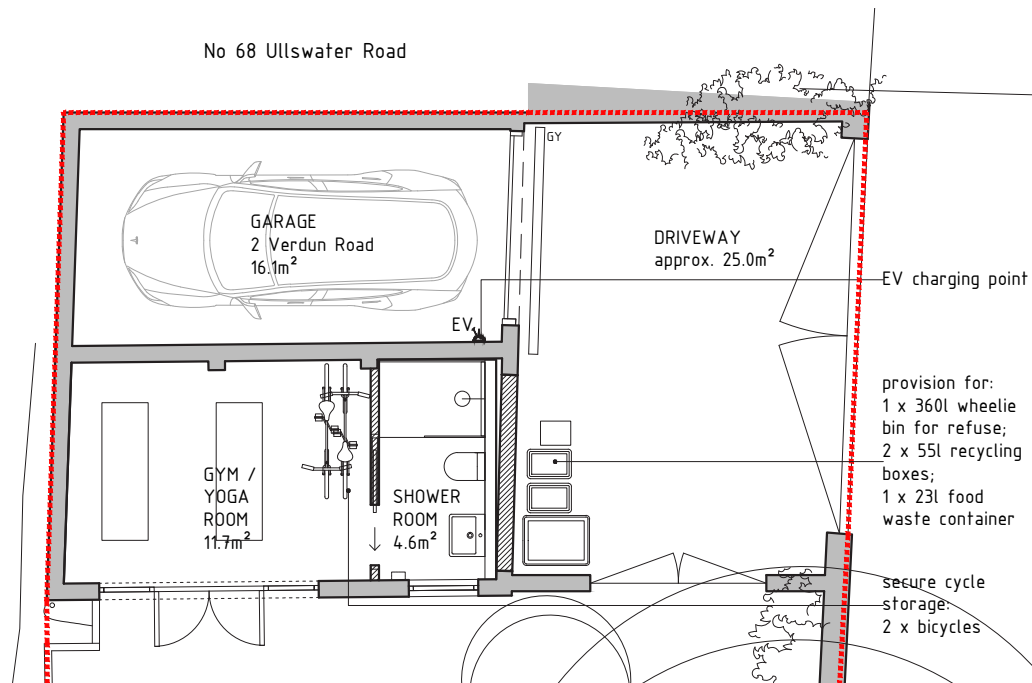 No 68 Ullswater Road
GY
GARAGE
2 Verdun Road
16.1m²
DRIVEWAY
approx. 25.0m²
EV charging point
EV
provision for:
1 x 360l wheelie
bin for refuse;
2 x 55l recycling
boxes;
1 x 23l food
waste container
GYM /
YOGA
ROOM
11.7m²
SHOWER
ROOM
4.6m²
secure cycle
storage:
2 x bicycles